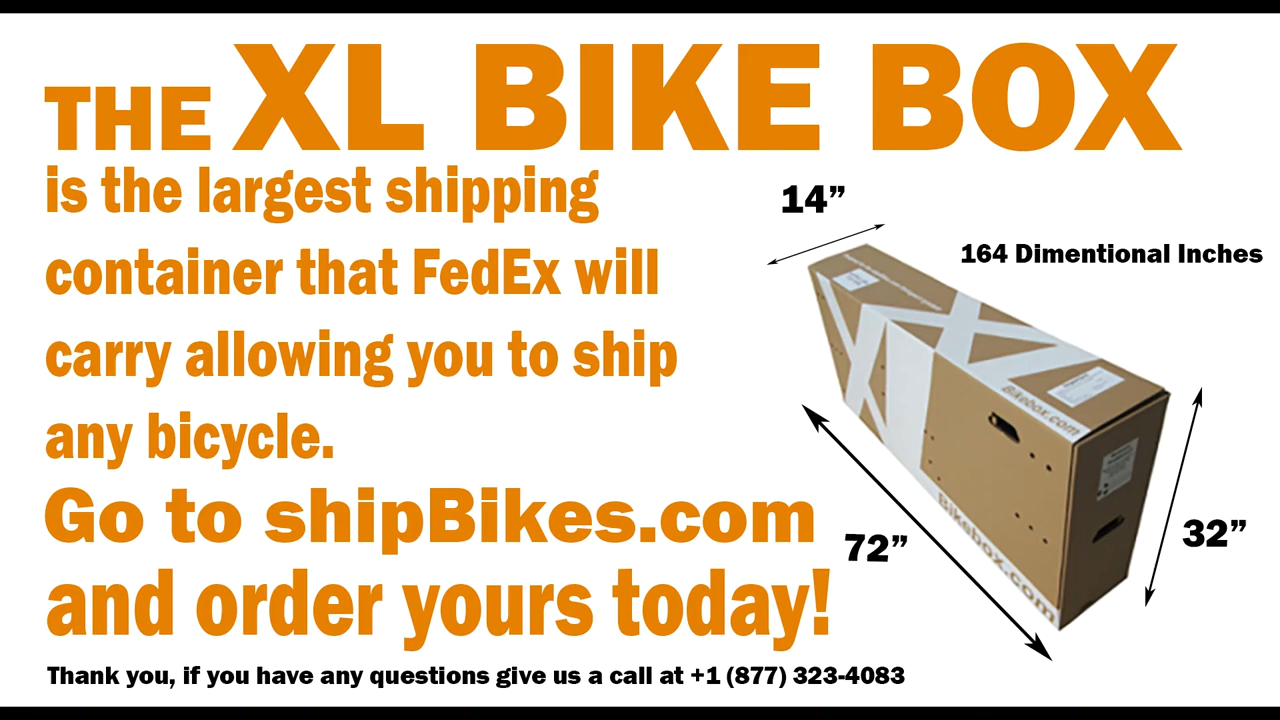 THE XL BIKE BOX
is the largest shipping
container that FedEx will
carry allowing you to ship
any bicycle.
Go to shipBikes.com
and order yours today!
Thank you, if you have any questions give us a call at +1 (877) 323-4083
14”
164 Dimentional Inches
72”
32”
Bikebox.com
Bikebox.com